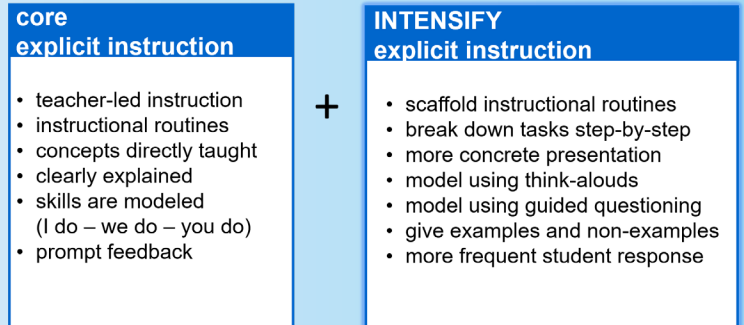 core
explicit instruction
• teacher-led instruction
• instructional routines
• concepts directly taught
• clearly explained
• skills are modeled
(I do – we do – you do)
• prompt feedback
+
INTENSIFY
explicit instruction
• scaffold instructional routines
• break down tasks step-by-step
• more concrete presentation
• model using think-alouds
• model using guided questioning
• give examples and non-examples
• more frequent student response